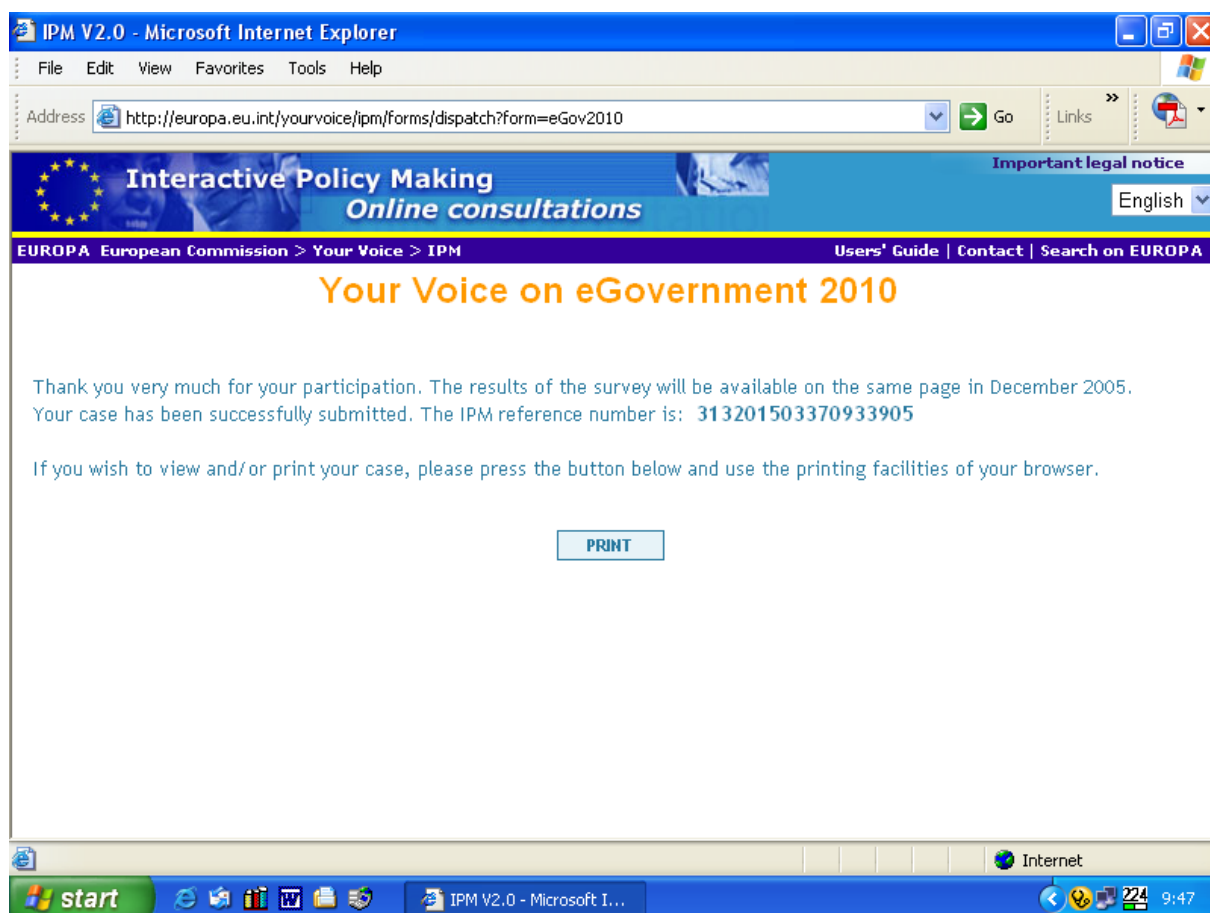 IPM V2.0 - Microsoft Internet Explorer
File Edit View Favorites Tools Help
Address http://europa.eu.int/yourvoice/ipm/forms/dispatch?form=eGov2010 Go Links »
Important legal notice
Interactive Policy Making
Online consultations
English
EUROPA European Commission > Your Voice > IPM Users' Guide | Contact | Search on EUROPA
Your Voice on eGovernment 2010
Thank you very much for your participation. The results of the survey will be available on the same page in December 2005.
Your case has been successfully submitted. The IPM reference number is: 313201503370933905
If you wish to view and/or print your case, please press the button below and use the printing facilities of your browser.
PRINT
Internet
start IPM V2.0 - Microsoft I... 224 9:47